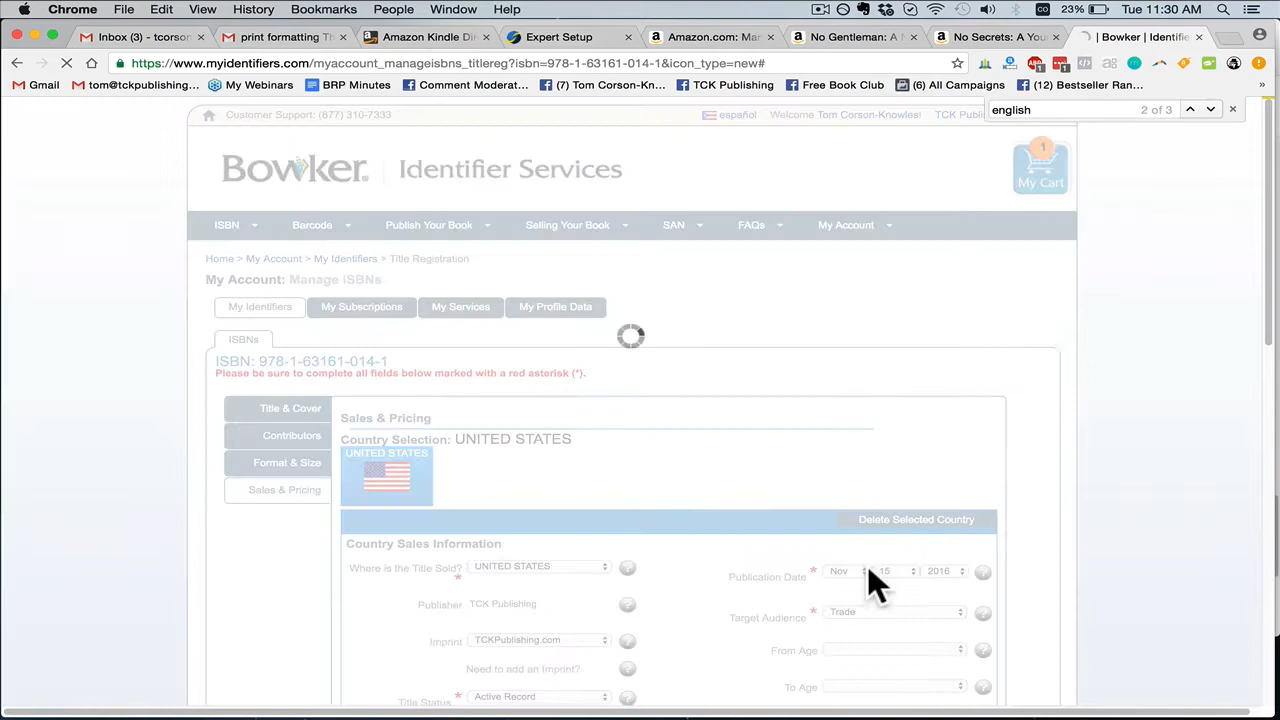 Chrome File Edit View History Bookmarks People Window Help 23% Tue 11:30 AM
Inbox (3) - tcorson print formatting Th Amazon Kindle Di Expert Setup Amazon.com: Ma No Gentleman: A No Secrets: A You | Bowker | Identifie
https://www.myidentifiers.com/myaccount_manageisbns_titlereg?isbn=978-1-63161-014-1&icon_type=new#
Gmail tom@tckpublishing... My Webinars BRP Minutes Comment Moderat... (7) Tom Corson-Kn... TCK Publishing Free Book Club (6) All Campaigns (12) Bestseller Ran...
english 2 of 3
Customer Support: (877) 310-7333 español Welcome Tom Corson-Knowles! TCK Publi
Bowker Identifier Services
1
My Cart
ISBN Barcode Publish Your Book Selling Your Book SAN FAQs My Account
Home > My Account > My Identifiers > Title Registration
My Account: Manage ISBNs
My Identifiers My Subscriptions My Services My Profile Data
ISBNs
ISBN: 978-1-63161-014-1
Please be sure to complete all fields below marked with a red asterisk (*).
Title & Cover
Contributors
Format & Size
Sales & Pricing
Sales & Pricing
Country Selection: UNITED STATES
UNITED STATES
Delete Selected Country
Country Sales Information
Where is the Title Sold? * UNITED STATES
Publication Date * Nov 15 2016
Publisher TCK Publishing
Target Audience * Trade
Imprint TCKPublishing.com
From Age
Need to add an Imprint?
To Age
Title Status * Active Record